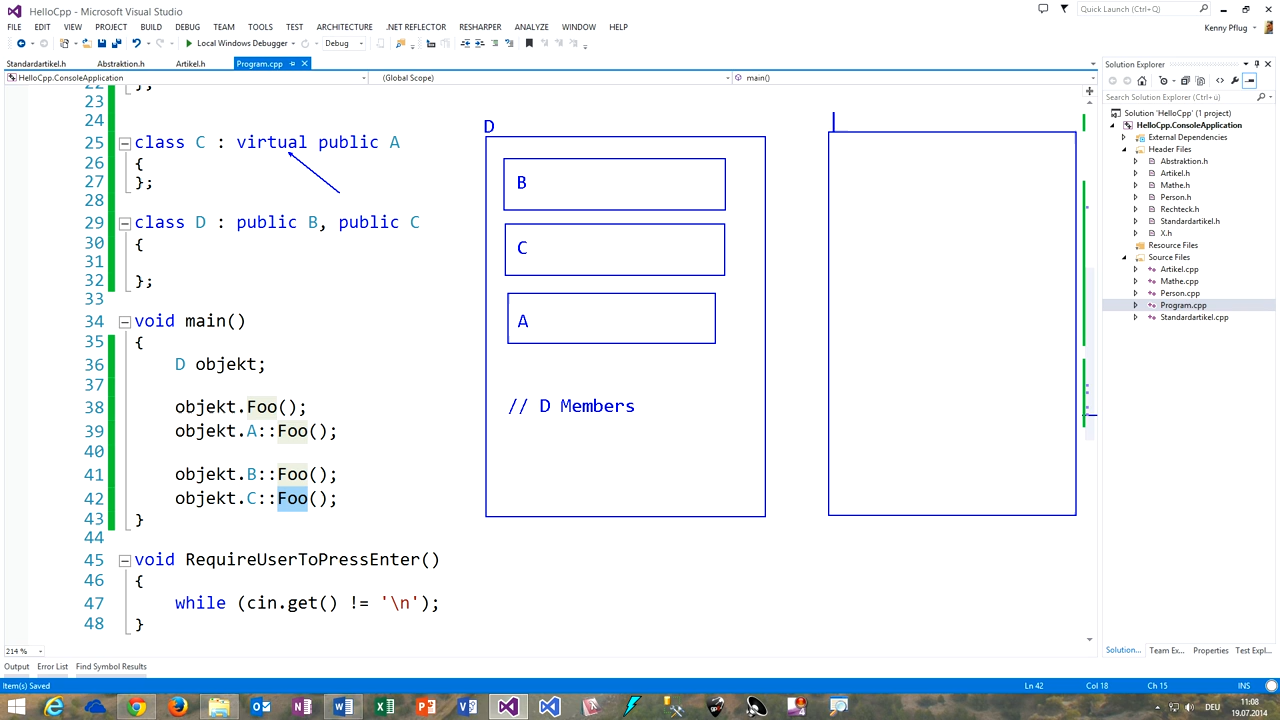 HelloCpp - Microsoft Visual Studio
Quick Launch (Ctrl+Q)
FILE EDIT VIEW PROJECT BUILD DEBUG TEAM TOOLS TEST ARCHITECTURE .NET REFLECTOR RESHARPER ANALYZE WINDOW HELP
Kenny Pflug
Local Windows Debugger Debug
Standardartikel.h Abstraktion.h Artikel.h Program.cpp
HelloCpp.ConsoleApplication (Global Scope) main()
22 };
23
24
25 class C : virtual public A
26 {
27 };
28
29 class D : public B, public C
30 {
31
32 };
33
34 void main()
35 {
36 D objekt;
37
38 objekt.Foo();
39 objekt.A::Foo();
40
41 objekt.B::Foo();
42 objekt.C::Foo();
43 }
44
45 void RequireUserToPressEnter()
46 {
47 while (cin.get() != '\n');
48 }
D
B
C
A
// D Members
Solution Explorer
Search Solution Explorer (Ctrl+ü)
Solution 'HelloCpp' (1 project)
HelloCpp.ConsoleApplication
External Dependencies
Header Files
Abstraktion.h
Artikel.h
Mathe.h
Person.h
Rechteck.h
Standardartikel.h
X.h
Resource Files
Source Files
Artikel.cpp
Mathe.cpp
Person.cpp
Program.cpp
Standardartikel.cpp
214 %
Solution... Team Ex... Properties Test Expl...
Output Error List Find Symbol Results
Item(s) Saved Ln 42 Col 18 Ch 15 INS
DEU
11:08
19.07.2014